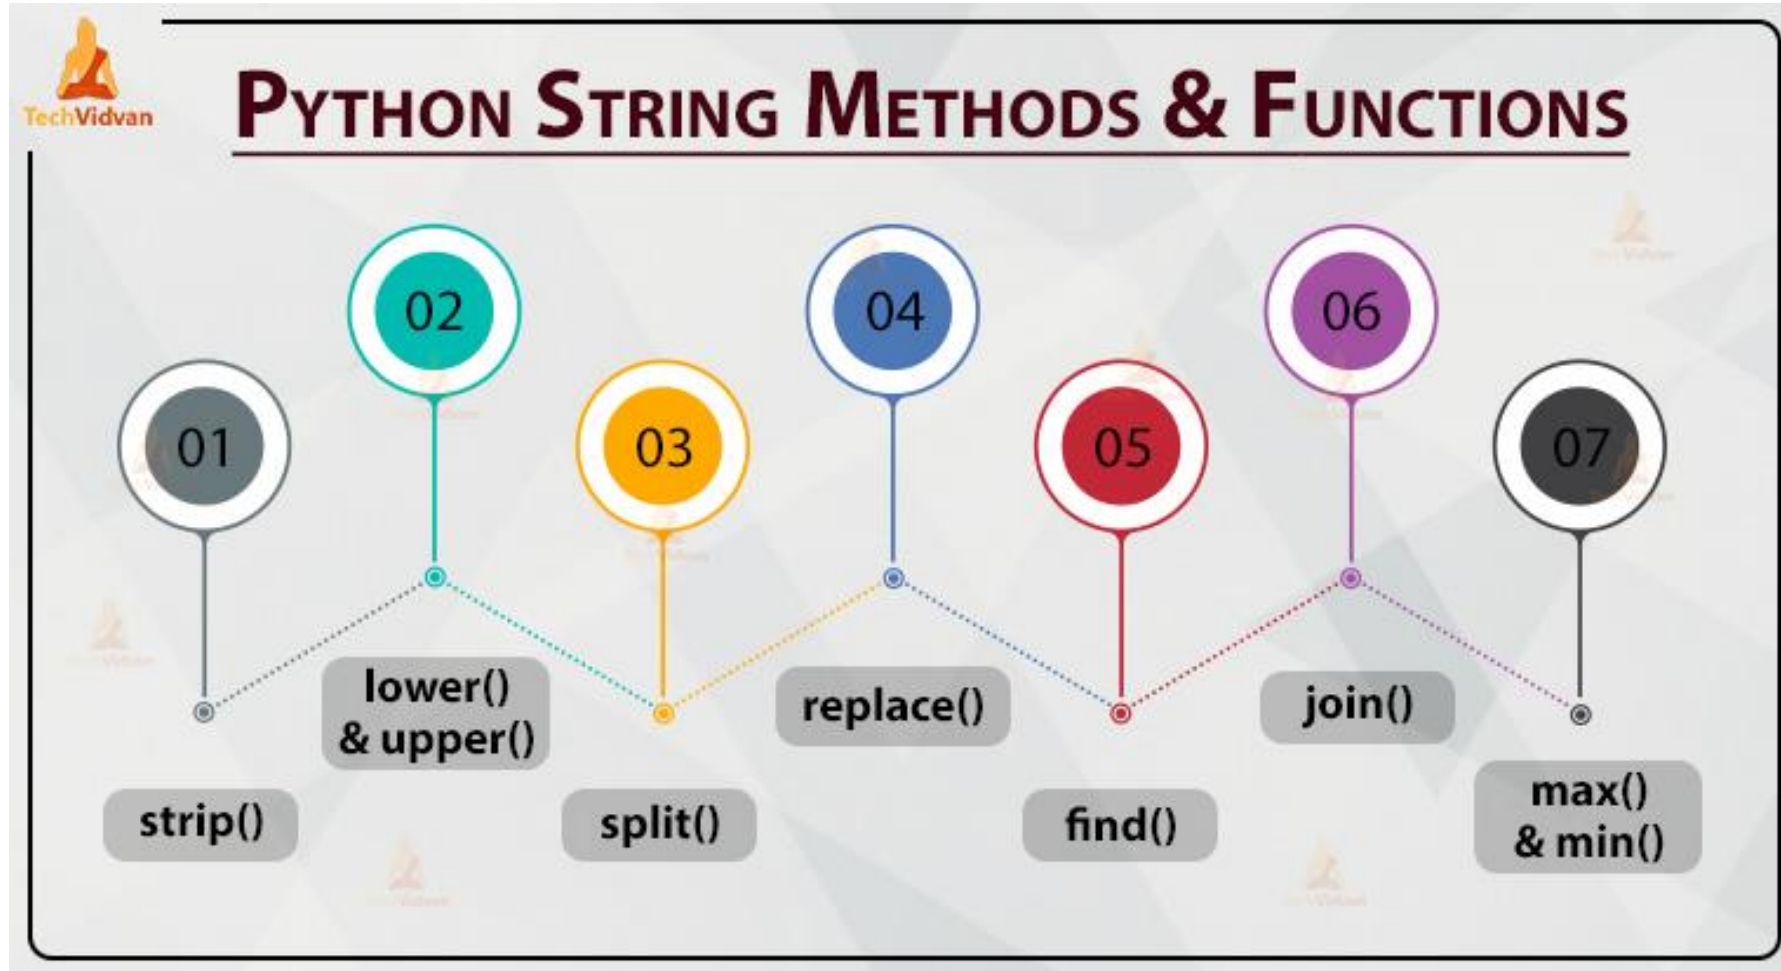 TechVidvan
PYTHON STRING METHODS & FUNCTIONS
01
strip()
02
lower()
& upper()
03
split()
04
replace()
05
find()
06
join()
07
max()
& min()